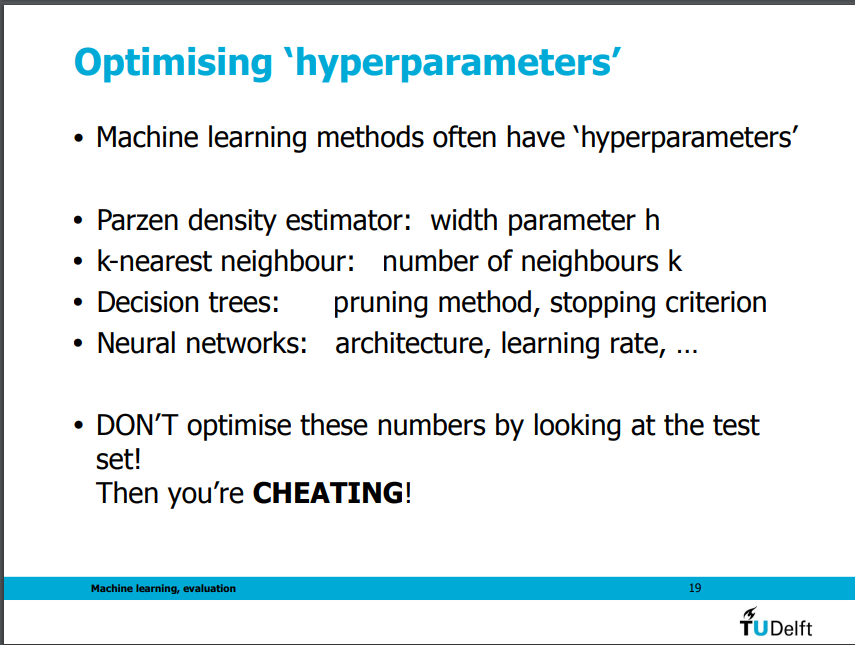 Optimising ‘hyperparameters’
• Machine learning methods often have ‘hyperparameters’
• Parzen density estimator: width parameter h
• k-nearest neighbour: number of neighbours k
• Decision trees: pruning method, stopping criterion
• Neural networks: architecture, learning rate, …
• DON’T optimise these numbers by looking at the test
set!
Then you’re CHEATING!
Machine learning, evaluation 19
TUDelft